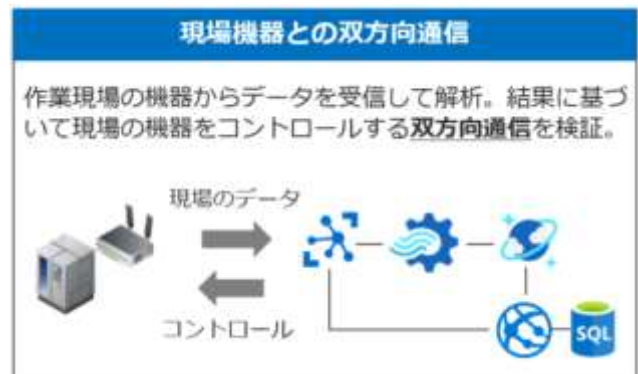 現場機器との双方向通信
作業現場の機器からデータを受信して解析。結果に基づ
いて現場の機器をコントロールする双方向通信を検証。
現場のデータ
コントロール
SQL